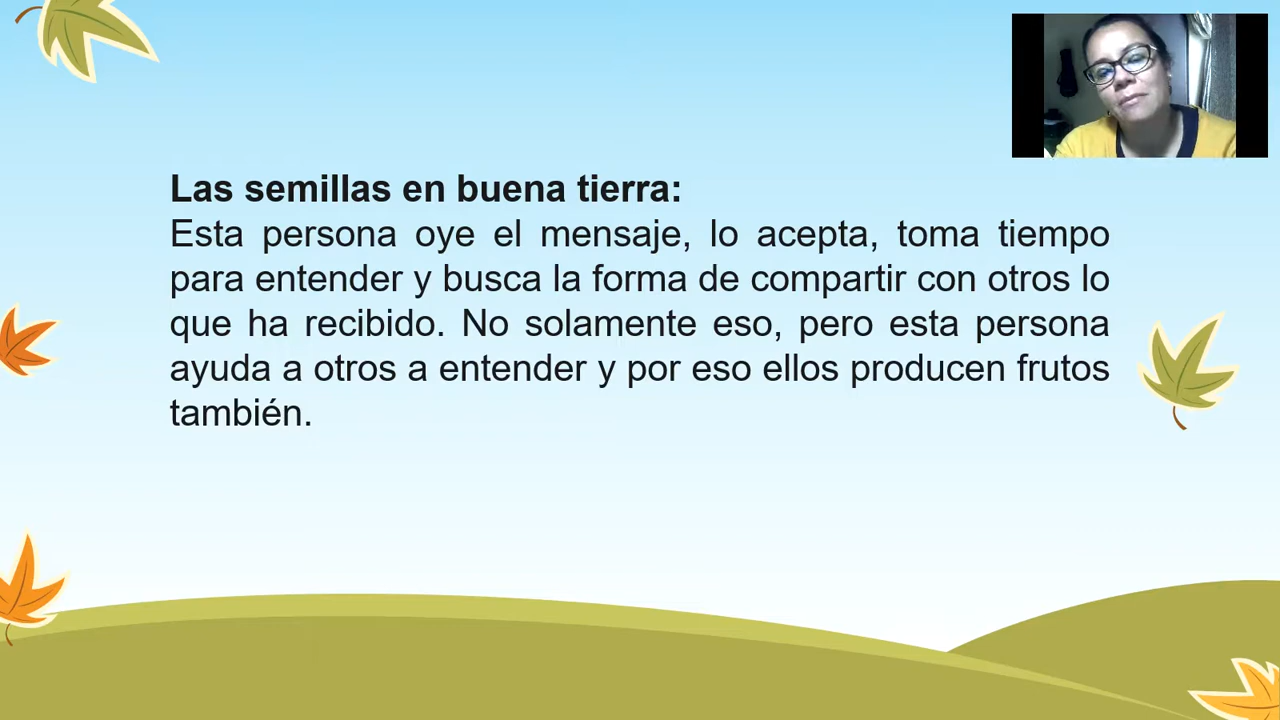 Las semillas en buena tierra:
Esta persona oye el mensaje, lo acepta, toma tiempo
para entender y busca la forma de compartir con otros lo
que ha recibido. No solamente eso, pero esta persona
ayuda a otros a entender y por eso ellos producen frutos
también.